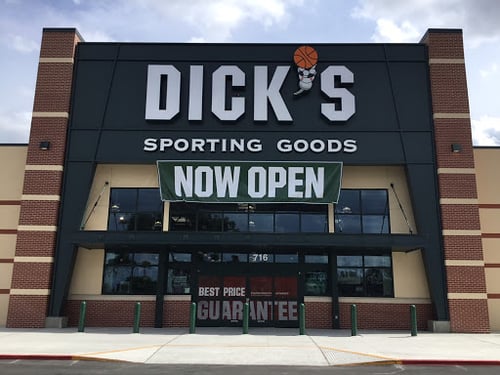 DICK'S
SPORTING GOODS
NOW OPEN
716
BEST PRICE
GUARANTEE